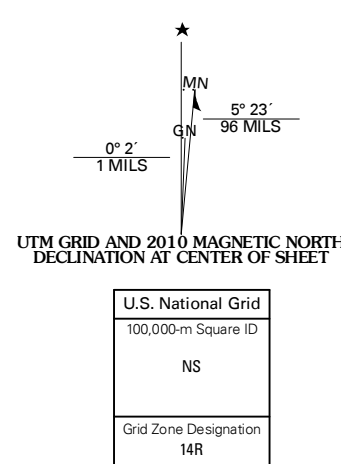 MN
GN
5° 23´
96 MILS
0° 2´
1 MILS
UTM GRID AND 2010 MAGNETIC NORTH
DECLINATION AT CENTER OF SHEET
U.S. National Grid
100,000-m Square ID
NS
Grid Zone Designation
14R